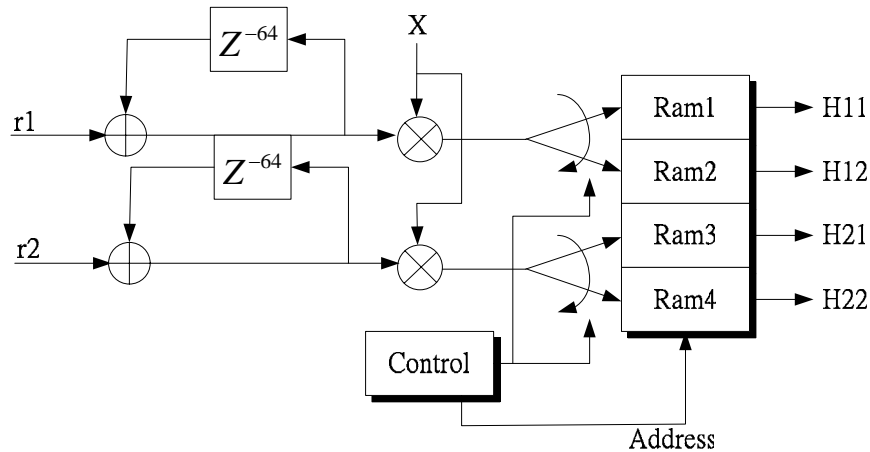 X
Z⁻⁶⁴
r1
Ram1
H11
Z⁻⁶⁴
Ram2
H12
r2
Ram3
H21
Ram4
H22
Control
Address